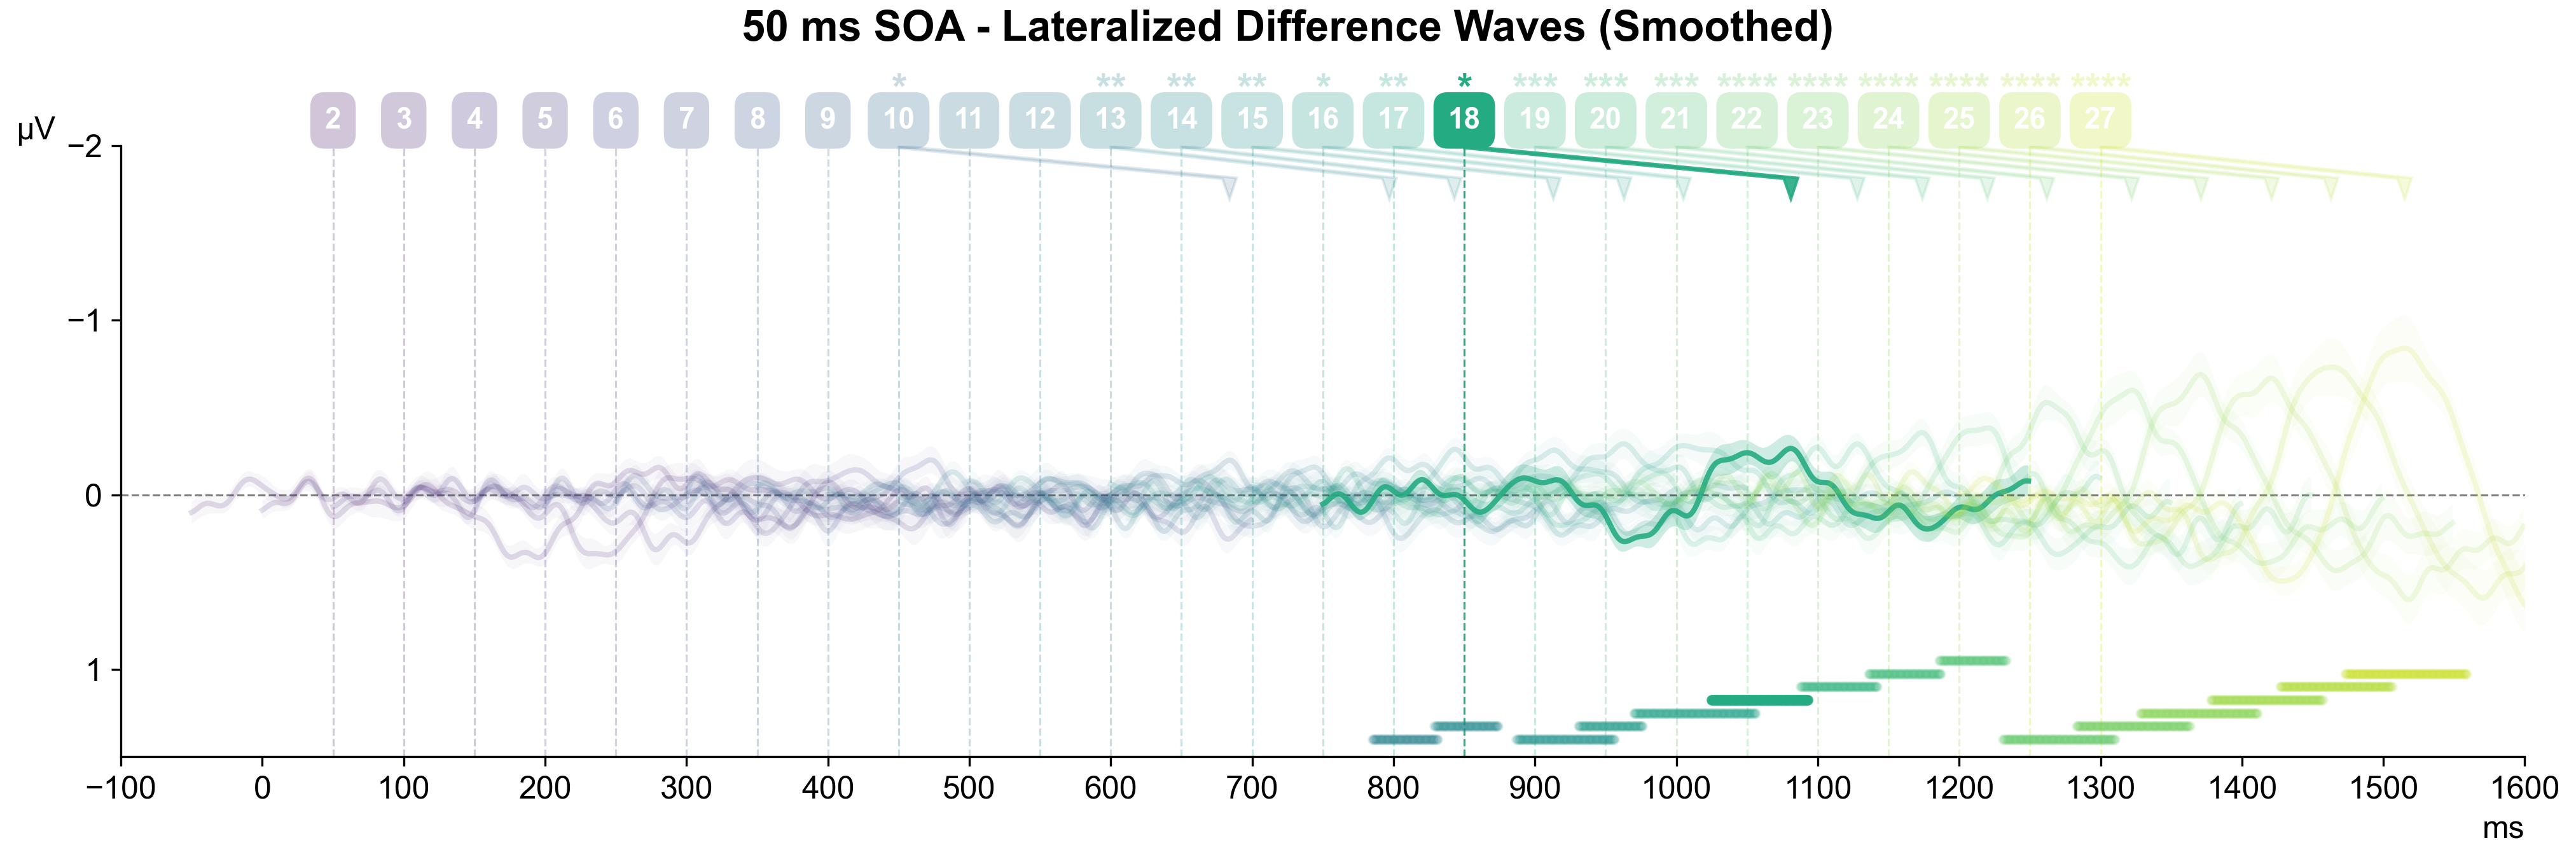 50 ms SOA - Lateralized Difference Waves (Smoothed)
* ** ** ** * ** * *** *** *** **** **** **** **** **** ****
2 3 4 5 6 7 8 9 10 11 12 13 14 15 16 17 18 19 20 21 22 23 24 25 26 27
μV
−2
−1
0
1
−100 0 100 200 300 400 500 600 700 800 900 1000 1100 1200 1300 1400 1500 1600
ms